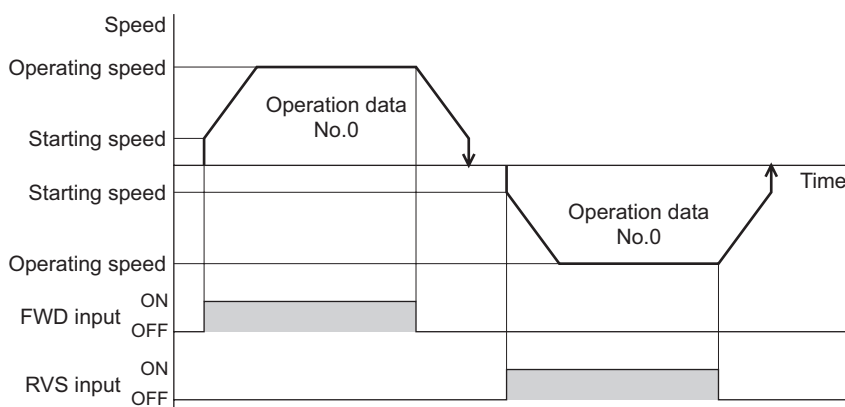 Speed
Operating speed
Operation data
No.0
Starting speed
Time
Starting speed
Operation data
No.0
Operating speed
ON
FWD input
OFF
ON
RVS input
OFF